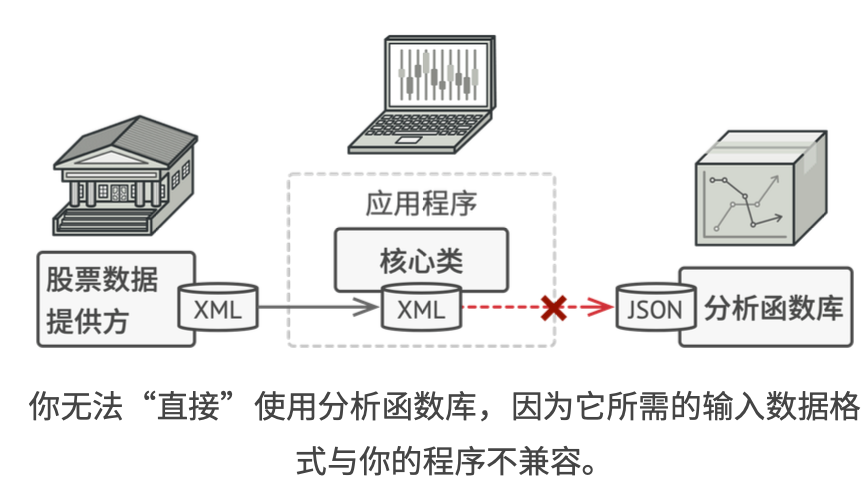 应用程序
核心类
股票数据
提供方
XML
XML
JSON
分析函数库
你无法“直接”使用分析函数库，因为它所需的输入数据格
式与你的程序不兼容。